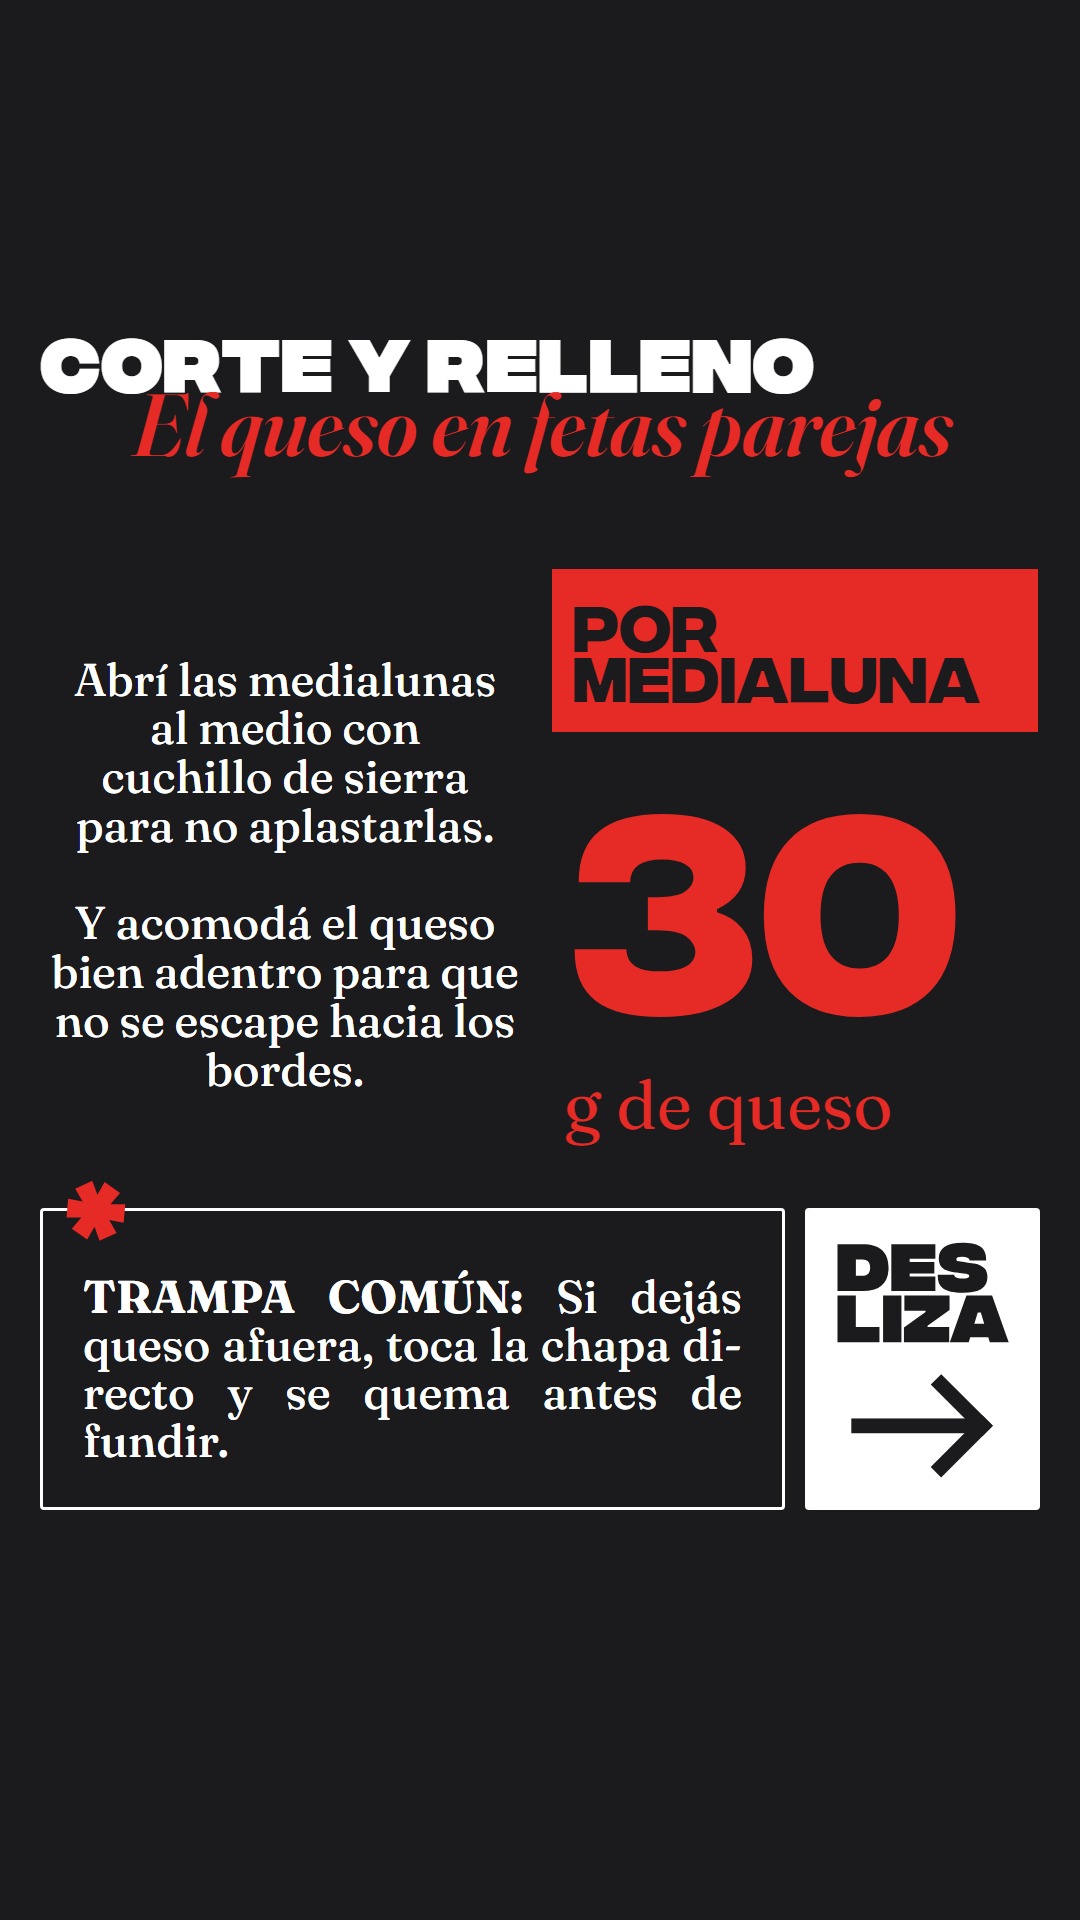 CORTE Y RELLENO
El queso en fetas parejas
Abrí las medialunas
al medio con
cuchillo de sierra
para no aplastarlas.
Y acomodá el queso
bien adentro para que
no se escape hacia los
bordes.
POR
MEDIALUNA
30
g de queso
TRAMPA COMÚN: Si dejás
queso afuera, toca la chapa di-
recto y se quema antes de
fundir.
DES
LIZA